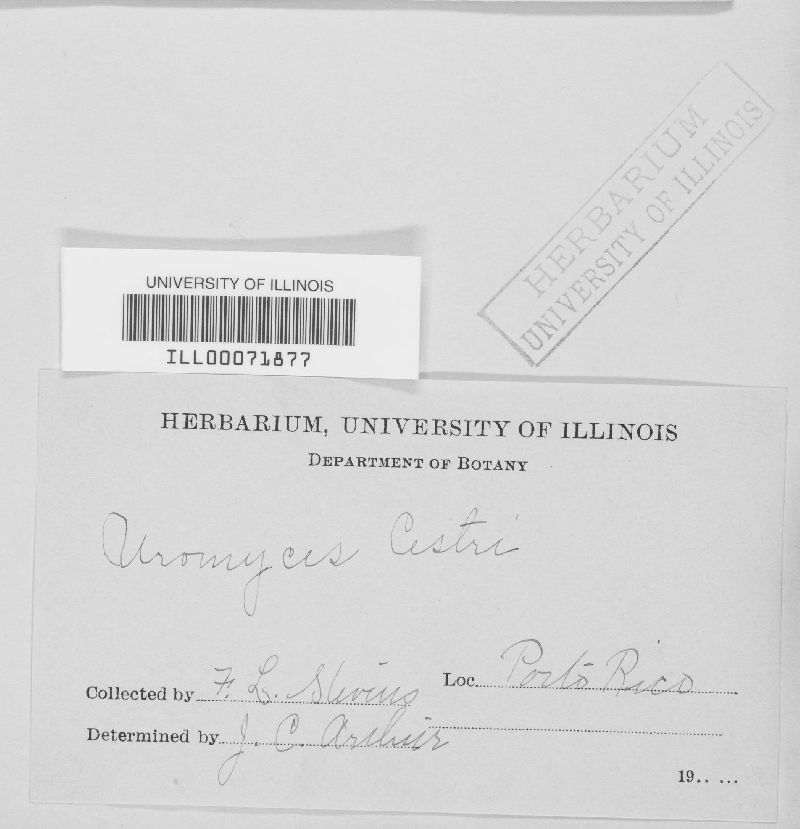 HERBARIUM
UNIVERSITY OF ILLINOIS
UNIVERSITY OF ILLINOIS
ILL00071877
HERBARIUM, UNIVERSITY OF ILLINOIS
DEPARTMENT OF BOTANY
Uromyces Cestri
Collected by F. L. Stevens Loc. Porto Rico
Determined by J. C. Arthur
19.. ...